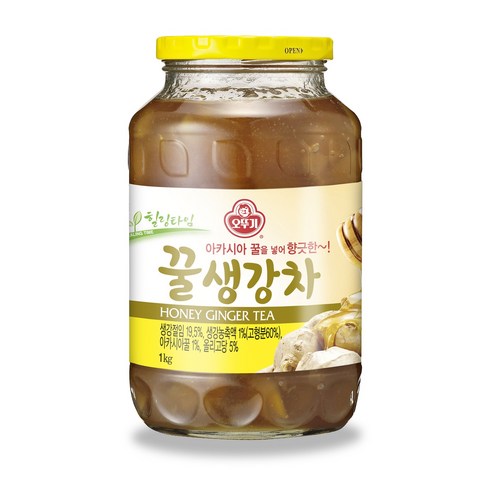 OPEN
힐링타임
오뚜기
아카시아 꿀을 넣어 향긋한~!
꿀생강차
HONEY GINGER TEA
생강절임 19.5%, 생강농축액 1%(고형분60%),
아카시아꿀 1%, 올리고당 5%
1kg